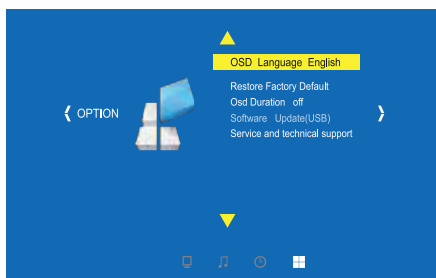 OSD Language English
Restore Factory Default
Osd Duration off
OPTION
Software Update(USB)
Service and technical support